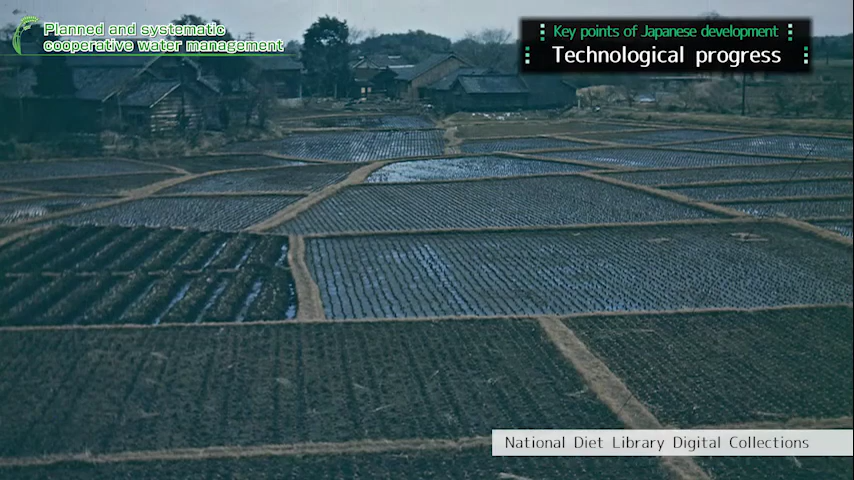 Planned and systematic
cooperative water management
Key points of Japanese development
Technological progress
National Diet Library Digital Collections